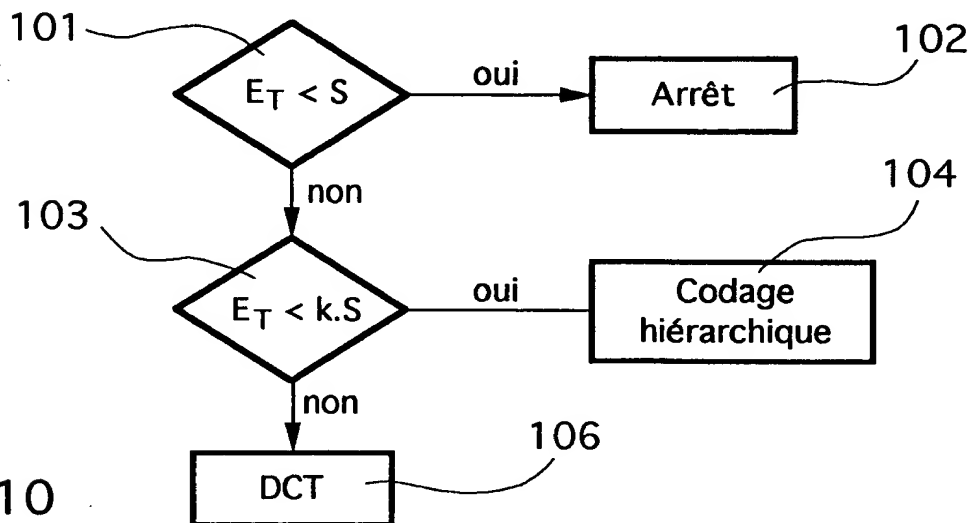 101
E_T < S
oui
Arrêt
102
non
103
E_T < k.S
oui
Codage
hiérarchique
104
non
DCT
106
10